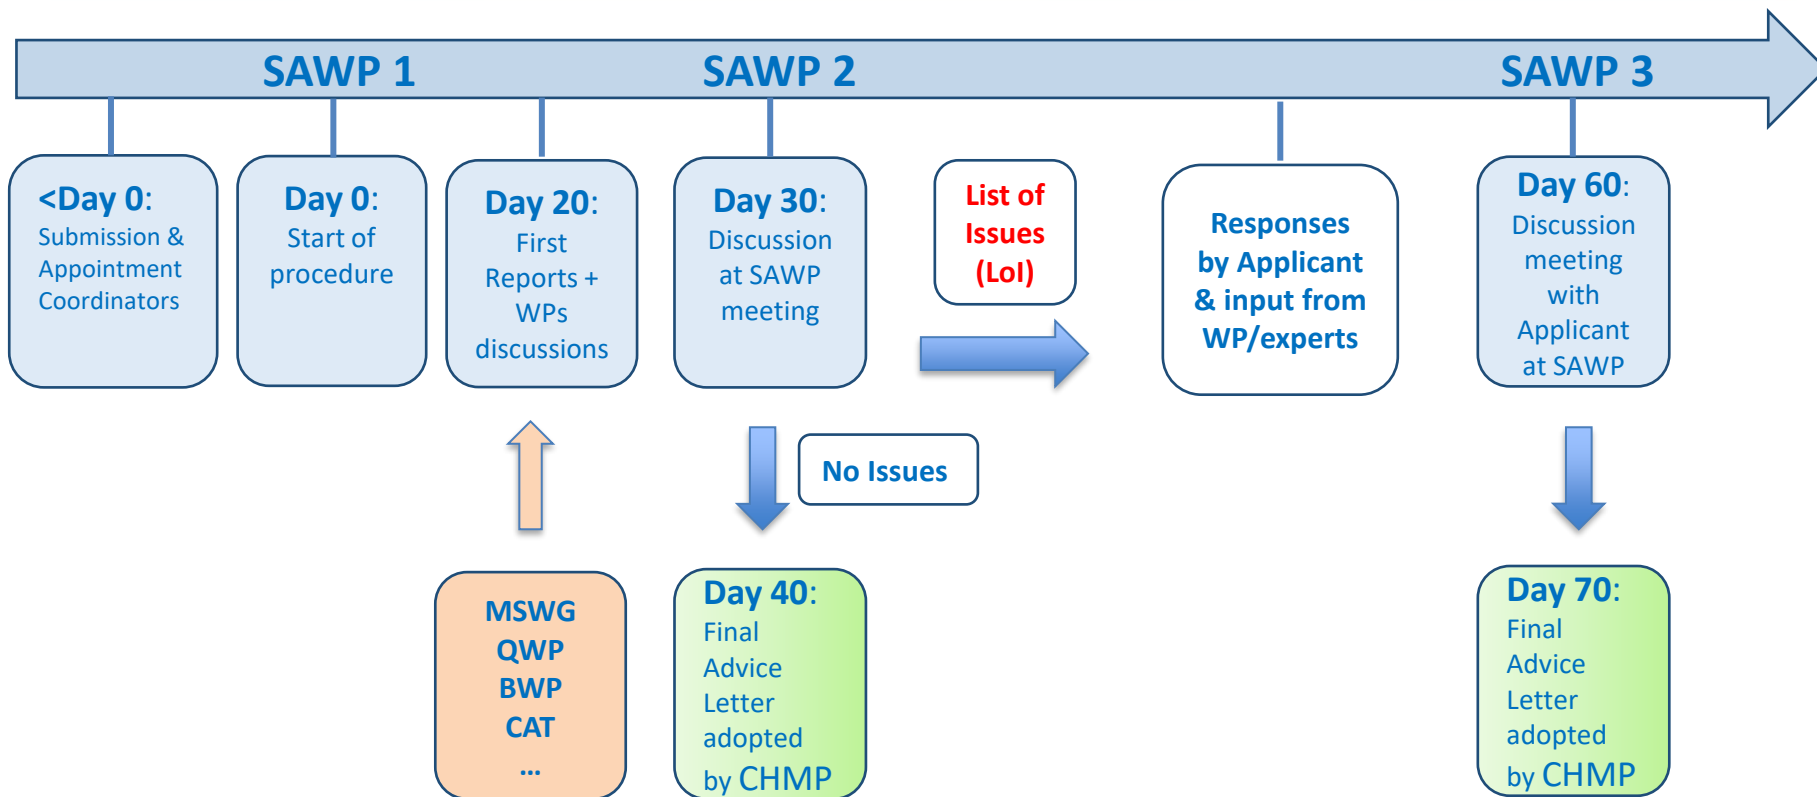 SAWP 1
SAWP 2
SAWP 3
<Day 0:
Submission &
Appointment
Coordinators
Day 0:
Start of
procedure
Day 20:
First
Reports +
WPs
discussions
Day 30:
Discussion
at SAWP
meeting
List of
Issues
(LoI)
Responses
by Applicant
& input from
WP/experts
Day 60:
Discussion
meeting
with
Applicant
at SAWP
No Issues
MSWG
QWP
BWP
CAT
...
Day 40:
Final
Advice
Letter
adopted
by CHMP
Day 70:
Final
Advice
Letter
adopted
by CHMP